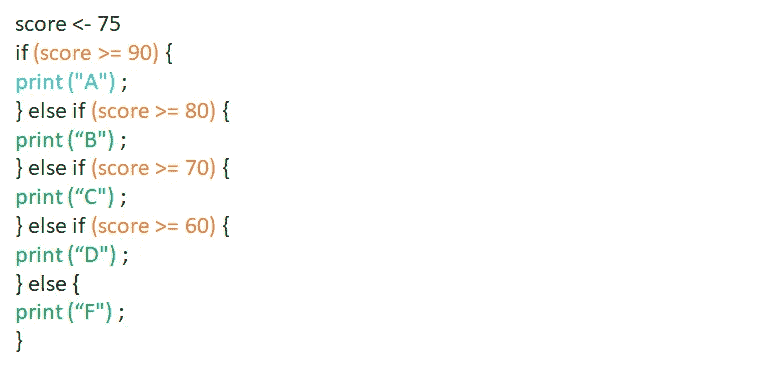 score <- 75
if (score >= 90) {
print ("A") ;
} else if (score >= 80) {
print (“B") ;
} else if (score >= 70) {
print (“C") ;
} else if (score >= 60) {
print (“D") ;
} else {
print (“F") ;
}